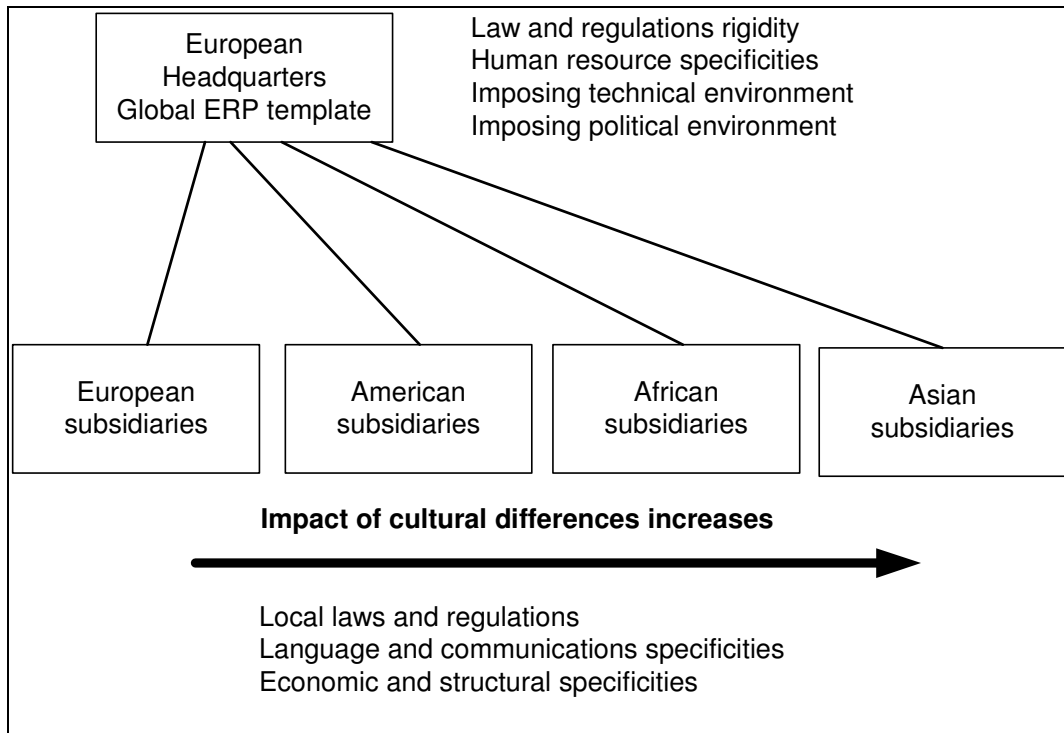 European
Headquarters
Global ERP template
Law and regulations rigidity
Human resource specificities
Imposing technical environment
Imposing political environment
European
subsidiaries
American
subsidiaries
African
subsidiaries
Asian
subsidiaries
Impact of cultural differences increases
Local laws and regulations
Language and communications specificities
Economic and structural specificities